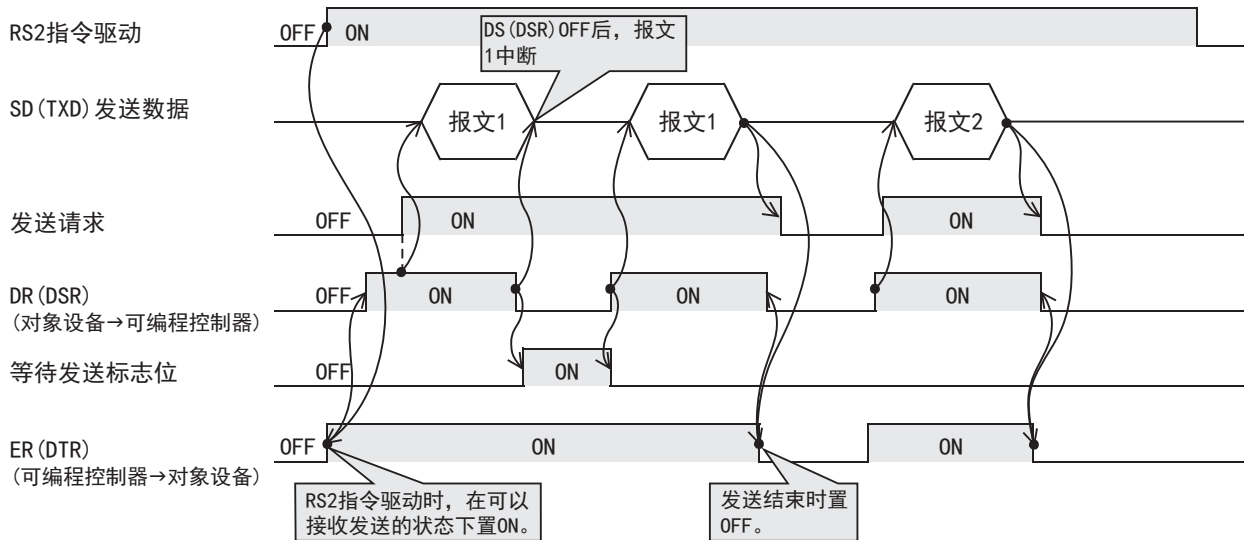 RS2指令驱动
OFF
ON
DS(DSR)OFF后，报文
1中断
SD(TXD)发送数据
报文1
报文1
报文2
发送请求
OFF
ON
ON
DR(DSR)
(对象设备→可编程控制器)
OFF
ON
ON
ON
等待发送标志位
OFF
ON
ER(DTR)
(可编程控制器→对象设备)
OFF
ON
ON
RS2指令驱动时，在可以
接收发送的状态下置ON。
发送结束时置
OFF。